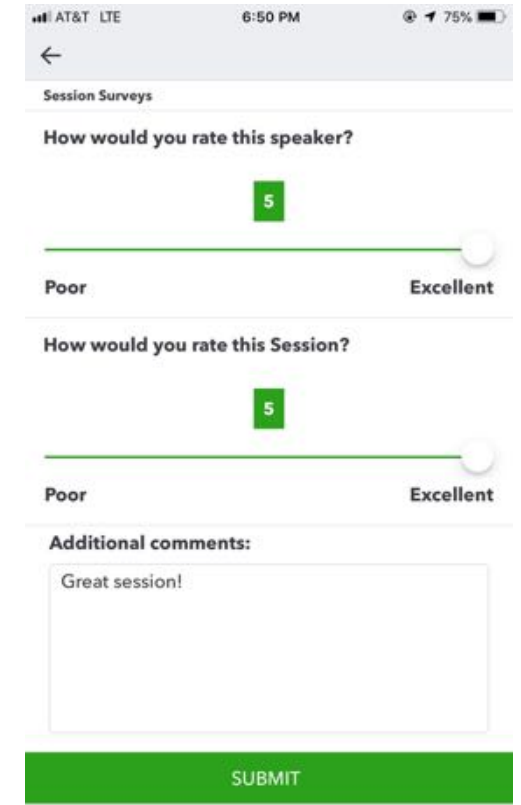 AT&T LTE 6:50 PM 75%
Session Surveys
How would you rate this speaker?
5
Poor Excellent
How would you rate this Session?
5
Poor Excellent
Additional comments:
Great session!
SUBMIT